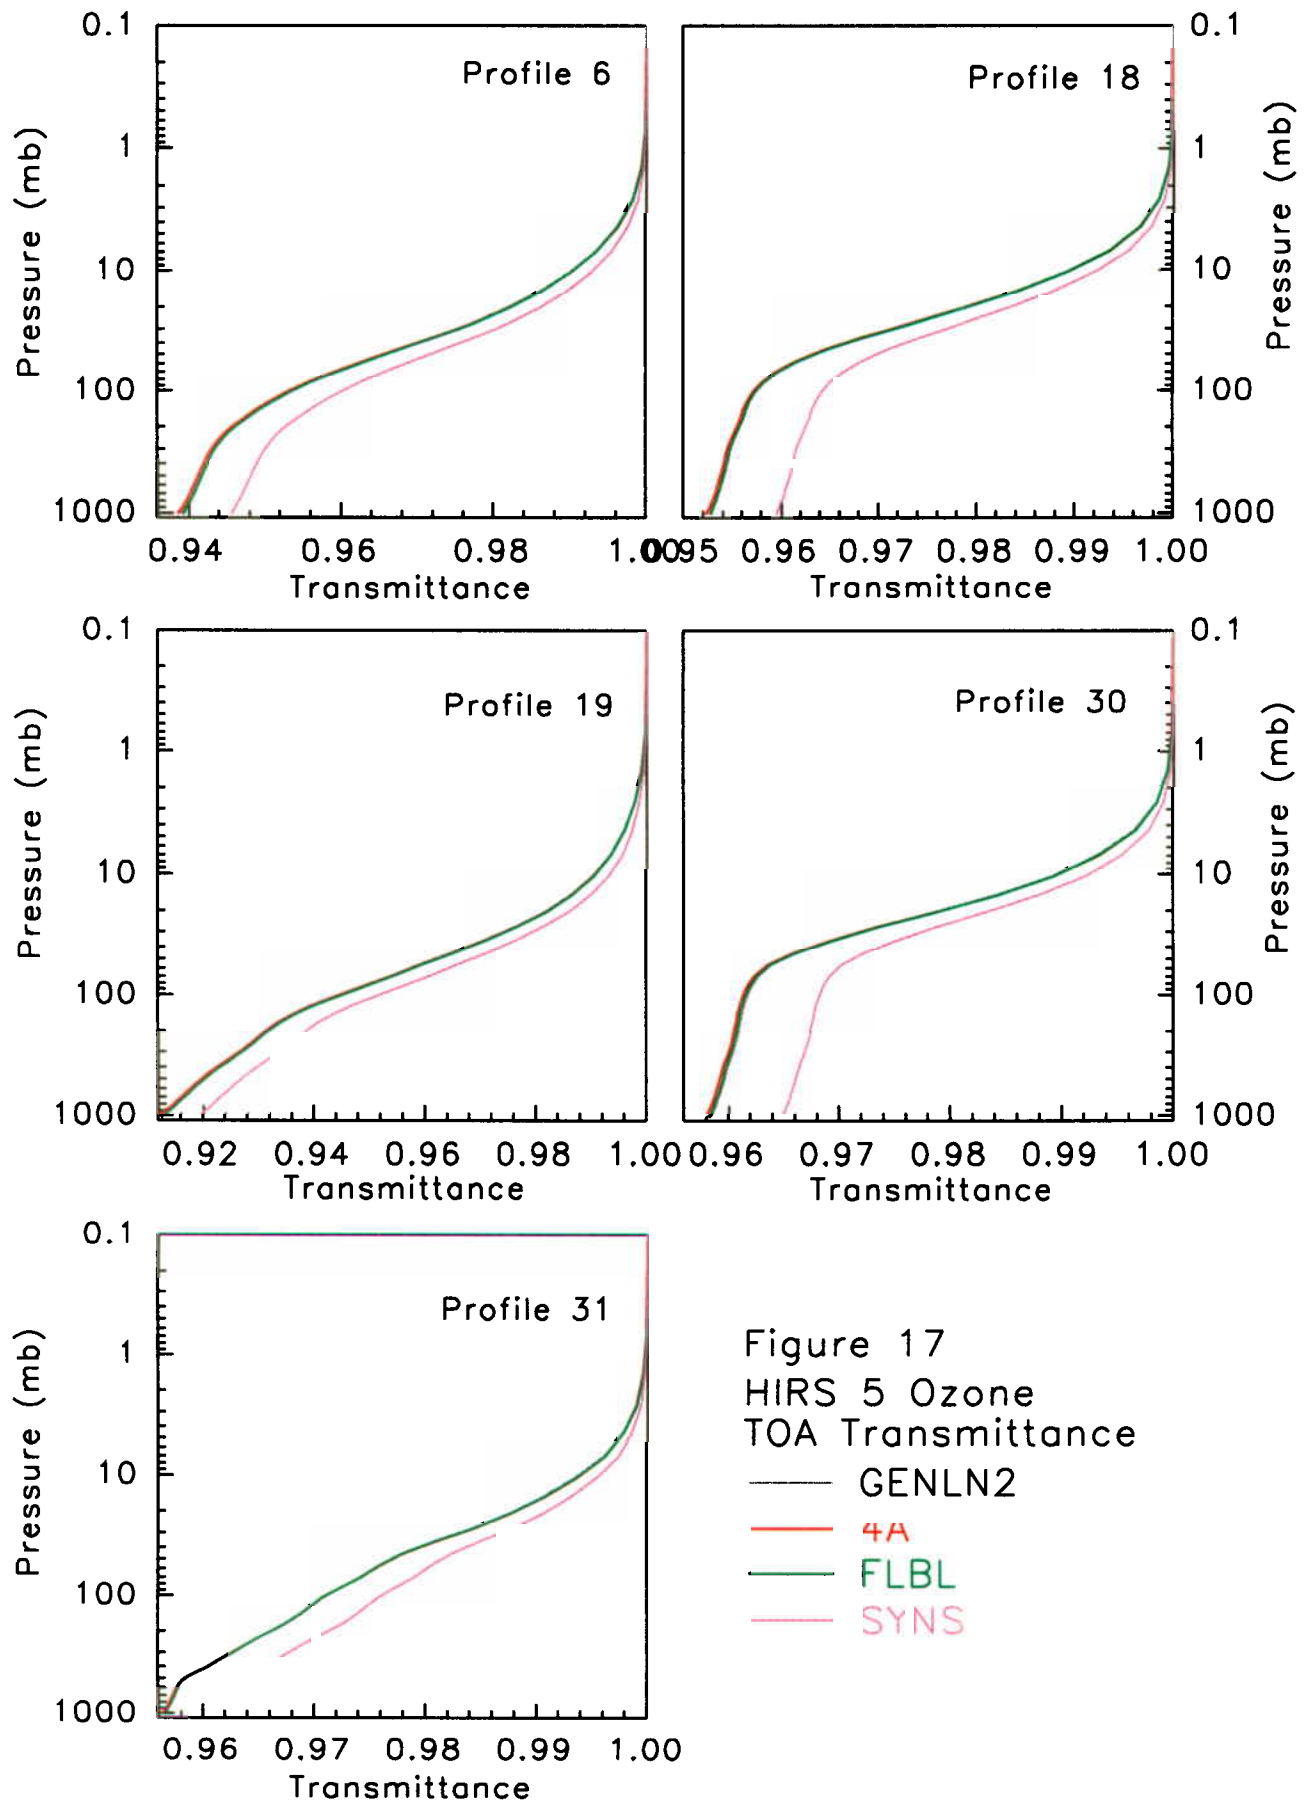 0.1
Profile 6
1
10
100
1000
Pressure (mb)
0.94 0.96 0.98 1.00
Transmittance
0.1
Profile 18
1
10
100
1000
Pressure (mb)
0.95 0.96 0.97 0.98 0.99 1.00
Transmittance
0.1
Profile 19
1
10
100
1000
Pressure (mb)
0.92 0.94 0.96 0.98 1.00
Transmittance
0.1
Profile 30
1
10
100
1000
Pressure (mb)
0.96 0.97 0.98 0.99 1.00
Transmittance
0.1
Profile 31
1
10
100
1000
Pressure (mb)
0.96 0.97 0.98 0.99 1.00
Transmittance
Figure 17
HIRS 5 Ozone
TOA Transmittance
GENLN2
4A
FLBL
SYNS